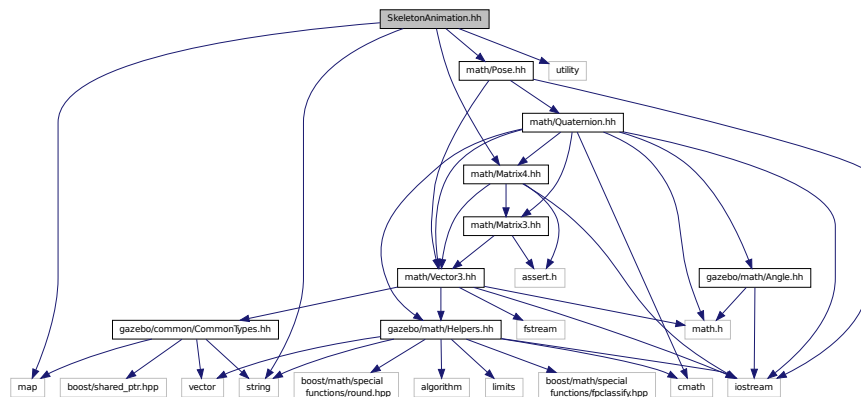 SkeletonAnimation.hh
math/Pose.hh
utility
math/Quaternion.hh
math/Matrix4.hh
math/Matrix3.hh
math/Vector3.hh
assert.h
gazebo/math/Angle.hh
gazebo/common/CommonTypes.hh
gazebo/math/Helpers.hh
fstream
math.h
map
boost/shared_ptr.hpp
vector
string
boost/math/special
functions/round.hpp
algorithm
limits
boost/math/special
functions/fpclassify.hpp
cmath
iostream